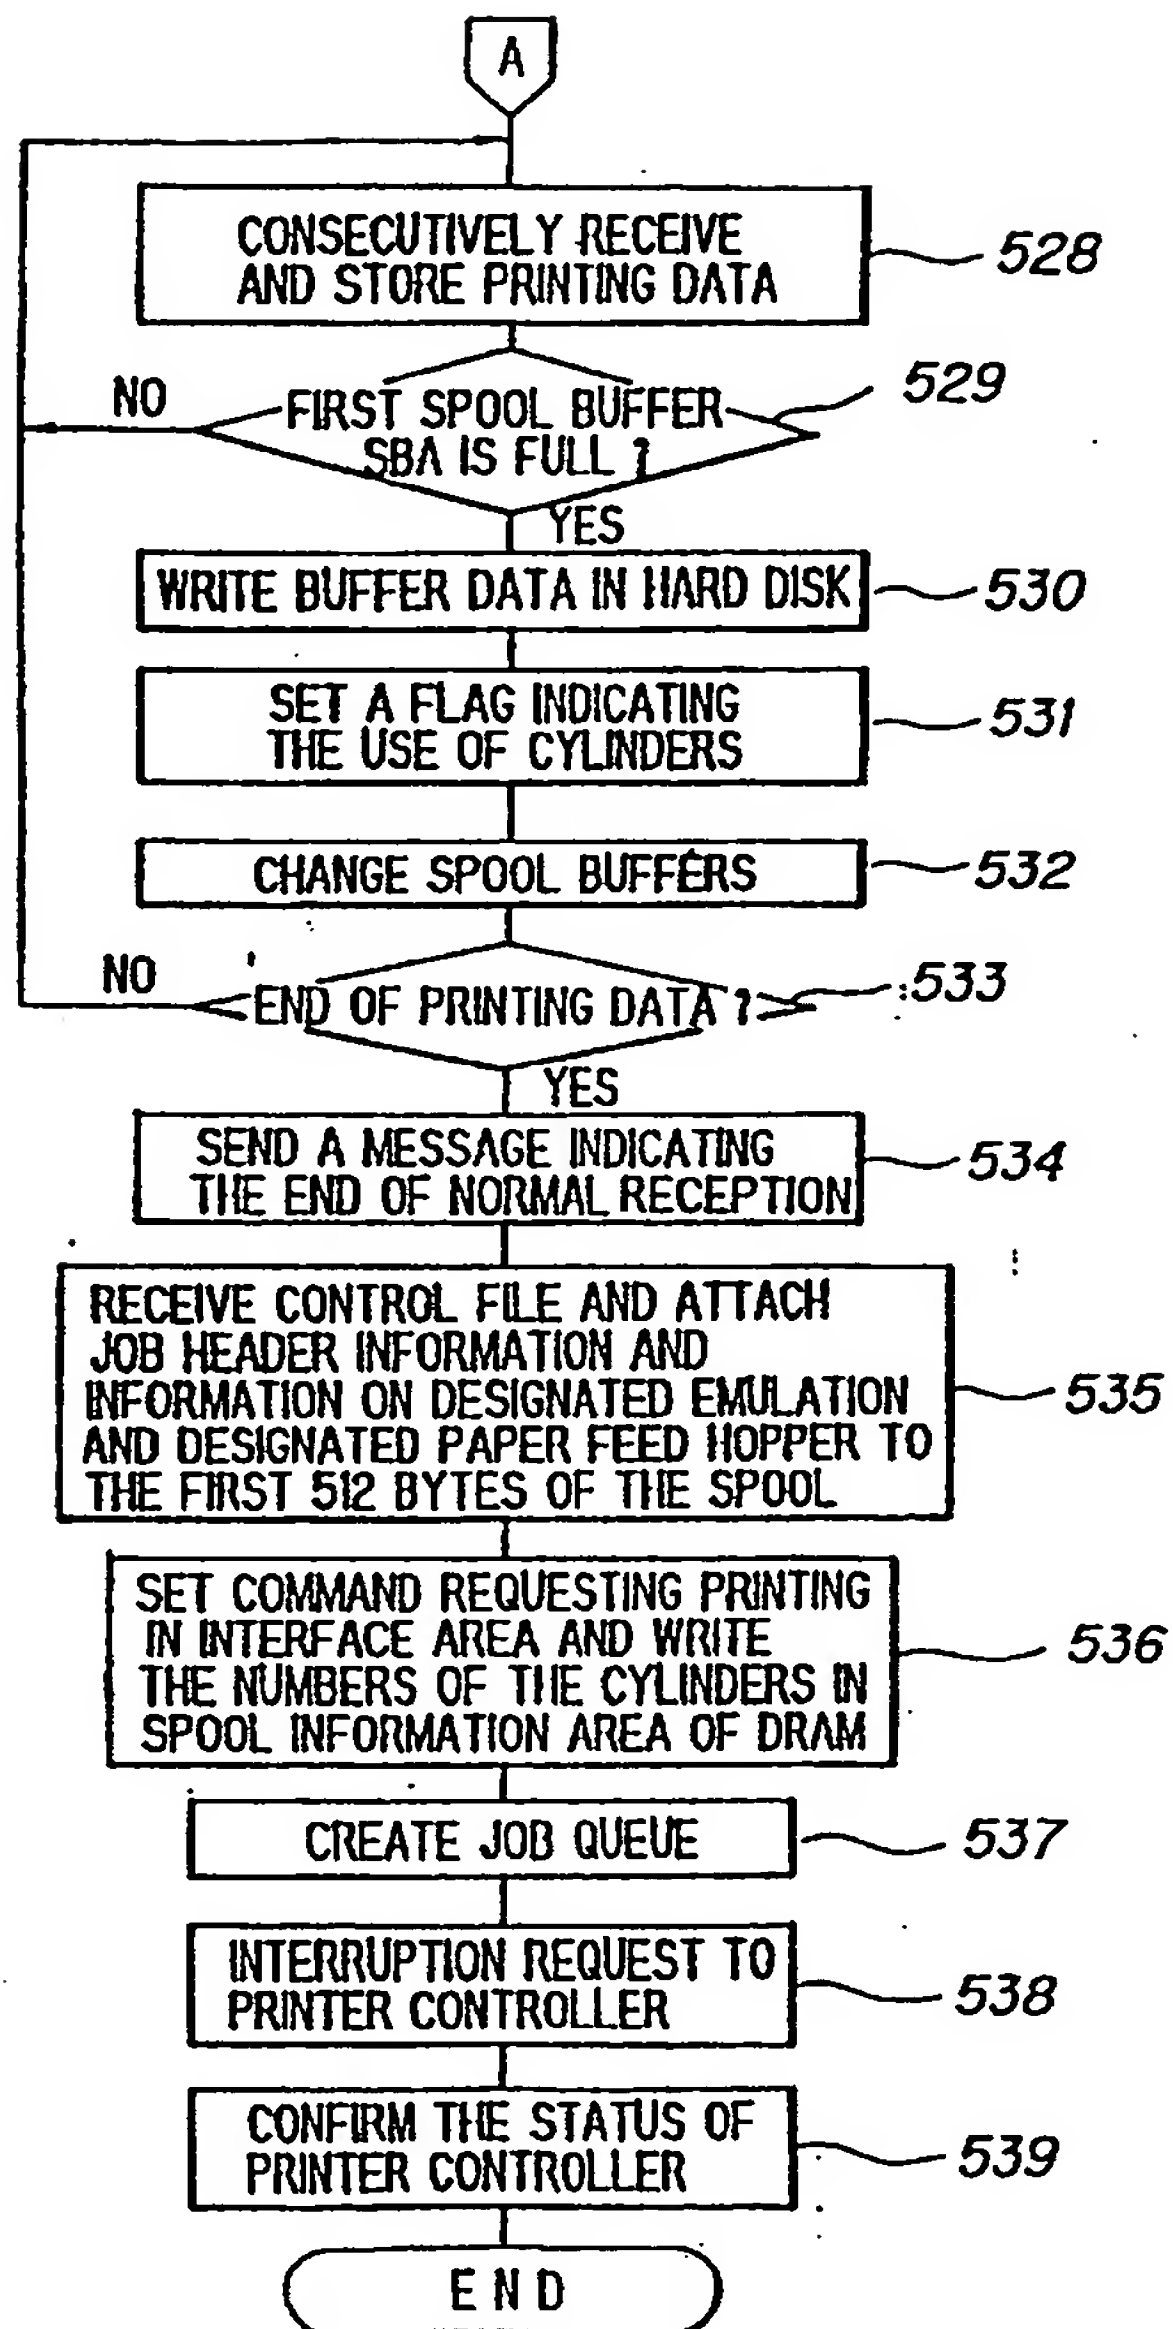 A
CONSECUTIVELY RECEIVE
AND STORE PRINTING DATA
528
NO
FIRST SPOOL BUFFER
SBA IS FULL ?
529
YES
WRITE BUFFER DATA IN HARD DISK
530
SET A FLAG INDICATING
THE USE OF CYLINDERS
531
CHANGE SPOOL BUFFERS
532
NO
END OF PRINTING DATA ?
533
YES
SEND A MESSAGE INDICATING
THE END OF NORMAL RECEPTION
534
RECEIVE CONTROL FILE AND ATTACH
JOB HEADER INFORMATION AND
INFORMATION ON DESIGNATED EMULATION
AND DESIGNATED PAPER FEED HOPPER TO
THE FIRST 512 BYTES OF THE SPOOL
535
SET COMMAND REQUESTING PRINTING
IN INTERFACE AREA AND WRITE
THE NUMBERS OF THE CYLINDERS IN
SPOOL INFORMATION AREA OF DRAM
536
CREATE JOB QUEUE
537
INTERRUPTION REQUEST TO
PRINTER CONTROLLER
538
CONFIRM THE STATUS OF
PRINTER CONTROLLER
539
END